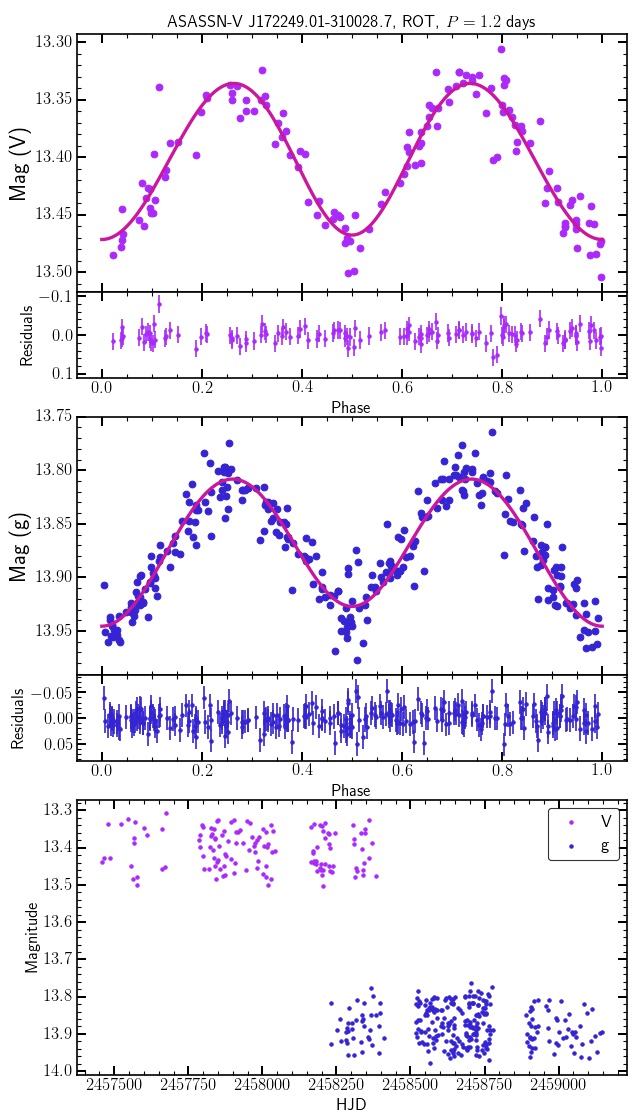 ASASSN-V J172249.01-310028.7, ROT, P = 1.2 days
13.30
13.35
13.40
13.45
13.50
Mag (V)
−0.1
0.0
0.1
Residuals
0.0 0.2 0.4 0.6 0.8 1.0
Phase
13.75
13.80
13.85
13.90
13.95
Mag (g)
−0.05
0.00
0.05
Residuals
0.0 0.2 0.4 0.6 0.8 1.0
Phase
13.3
13.4
13.5
13.6
13.7
13.8
13.9
14.0
Magnitude
V
g
2457500 2457750 2458000 2458250 2458500 2458750 2459000
HJD